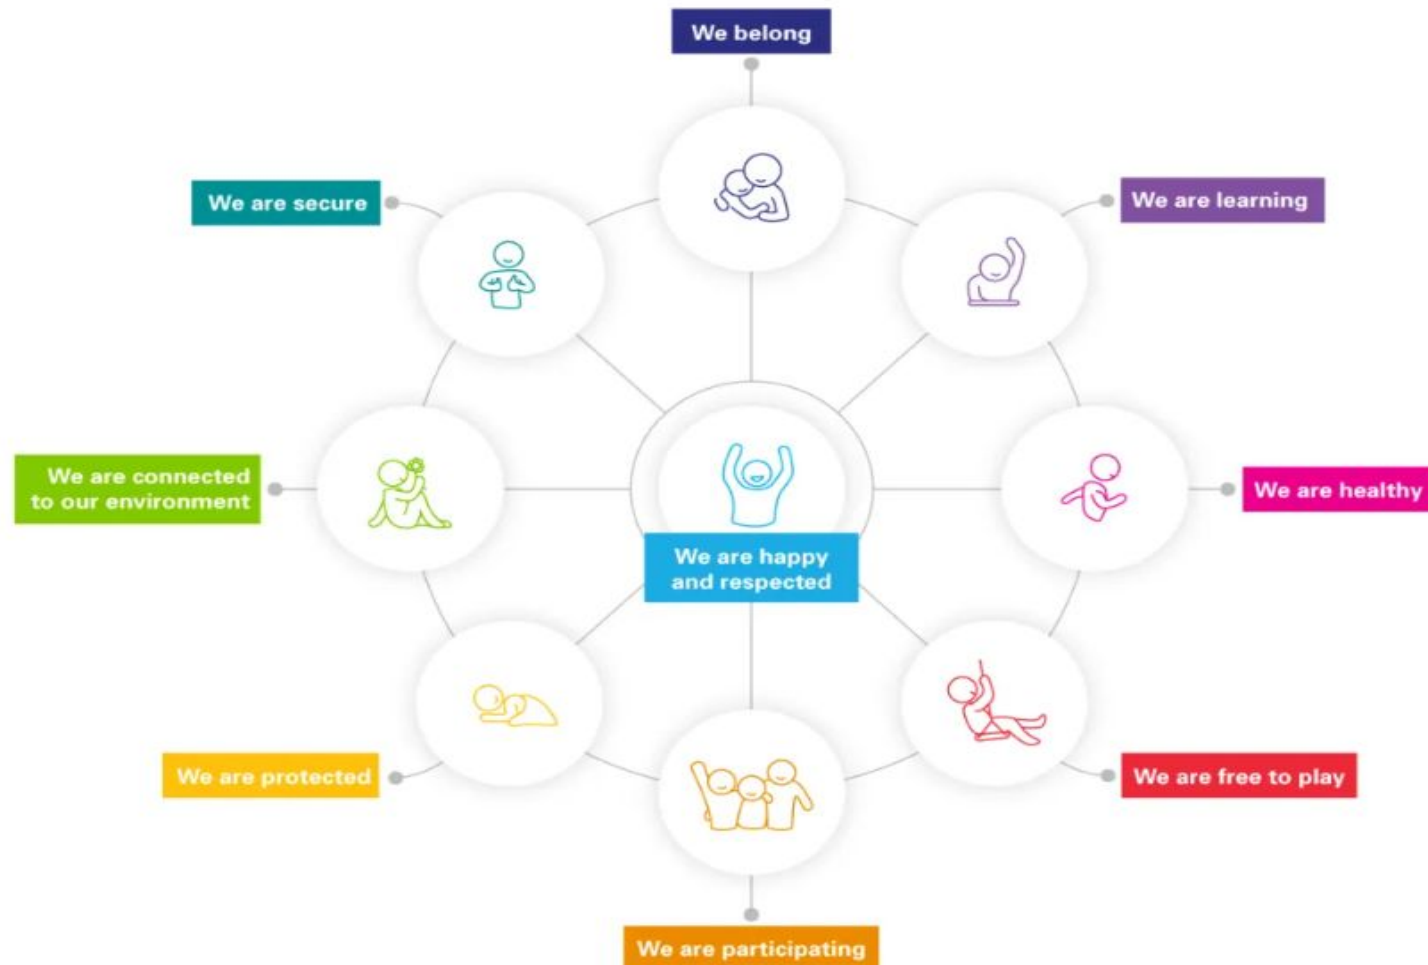 We belong
We are secure
We are learning
We are connected
to our environment
We are healthy
We are happy
and respected
We are protected
We are free to play
We are participating